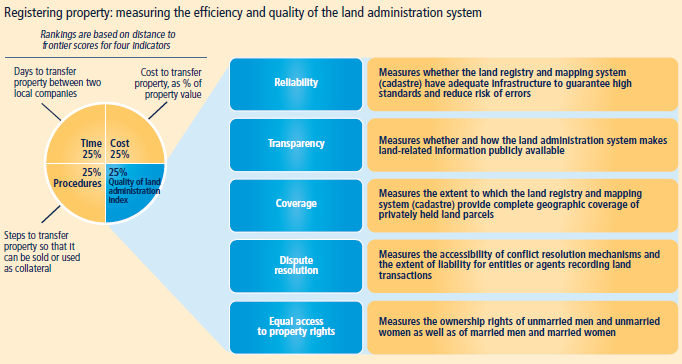 Registering property: measuring the efficiency and quality of the land administration system
Rankings are based on distance to
frontier scores for four indicators
Days to transfer
property between two
local companies
Cost to transfer
property, as % of
property value
Time
25%
Cost
25%
25%
Procedures
25%
Quality of land
administration
index
Steps to transfer
property so that it
can be sold or used
as collateral
Reliability
Measures whether the land registry and mapping system
(cadastre) have adequate infrastructure to guarantee high
standards and reduce risk of errors
Transparency
Measures whether and how the land administration system makes
land-related information publicly available
Coverage
Measures the extent to which the land registry and mapping
system (cadastre) provide complete geographic coverage of
privately held land parcels
Dispute
resolution
Measures the accessibility of conflict resolution mechanisms and
the extent of liability for entities or agents recording land
transactions
Equal access
to property rights
Measures the ownership rights of unmarried men and unmarried
women as well as of married men and married women